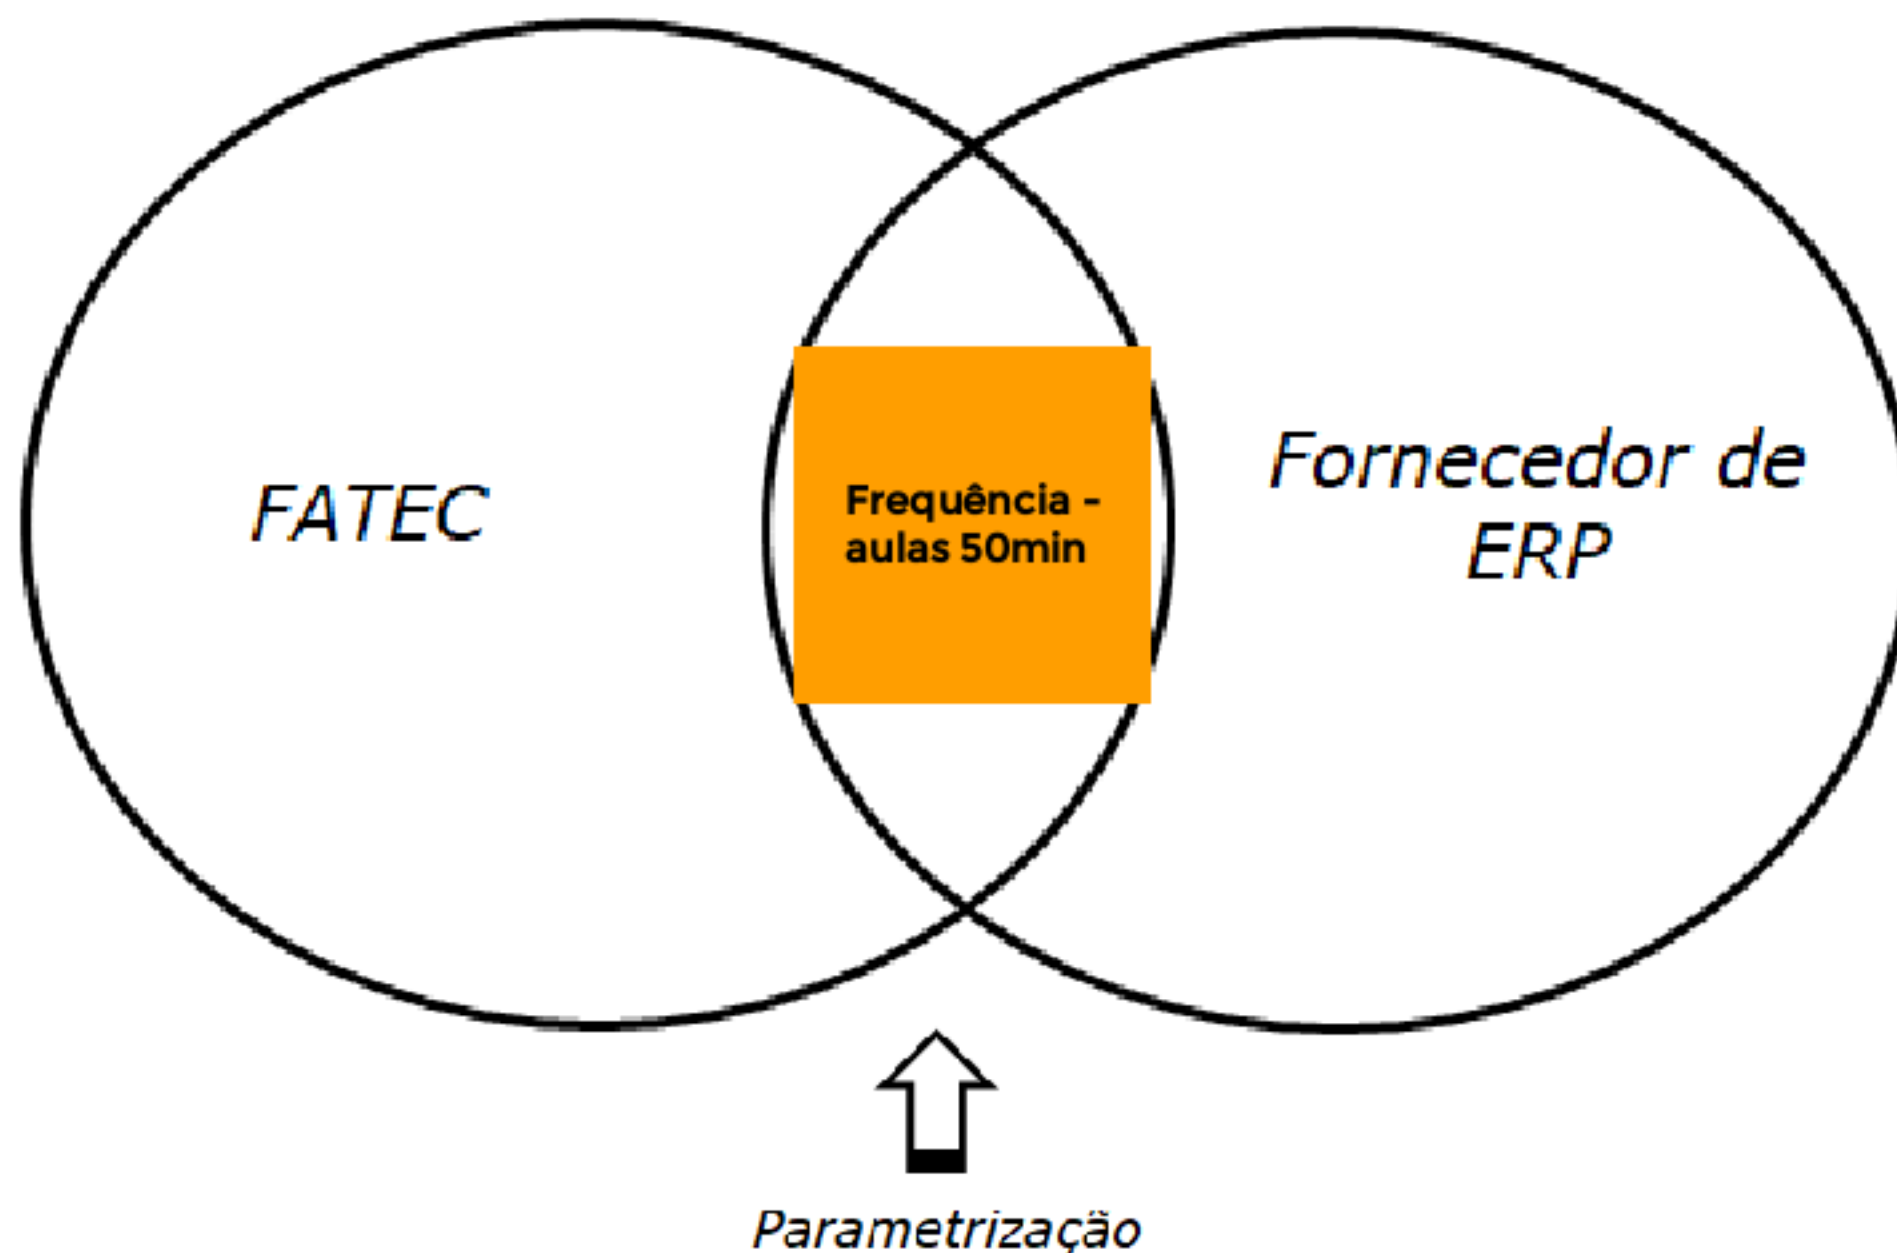 FATEC
Frequência -
aulas 50min
Fornecedor de
ERP
Parametrização